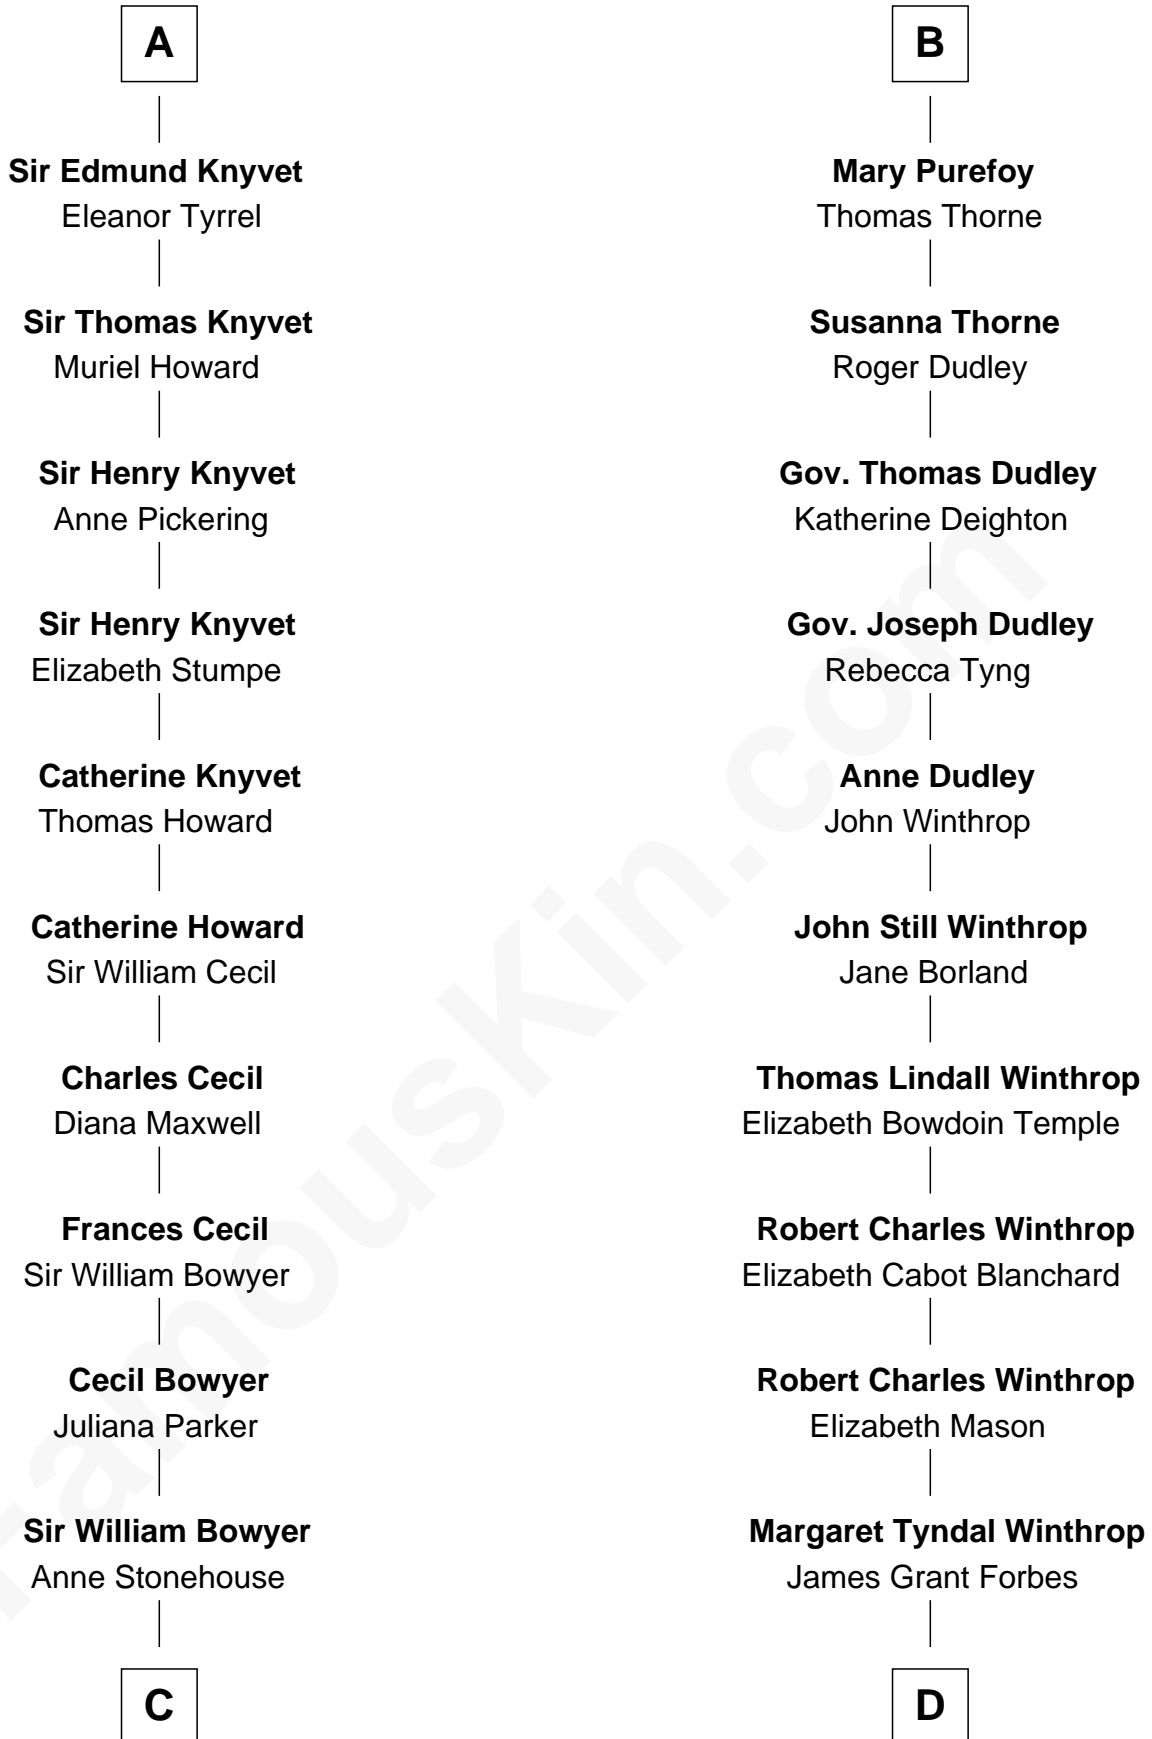 A
Sir Edmund Knyvet
Eleanor Tyrrel
Sir Thomas Knyvet
Muriel Howard
Sir Henry Knyvet
Anne Pickering
Sir Henry Knyvet
Elizabeth Stumpe
Catherine Knyvet
Thomas Howard
Catherine Howard
Sir William Cecil
Charles Cecil
Diana Maxwell
Frances Cecil
Sir William Bowyer
Cecil Bowyer
Juliana Parker
Sir William Bowyer
Anne Stonehouse
C
B
Mary Purefoy
Thomas Thorne
Susanna Thorne
Roger Dudley
Gov. Thomas Dudley
Katherine Deighton
Gov. Joseph Dudley
Rebecca Tyng
Anne Dudley
John Winthrop
John Still Winthrop
Jane Borland
Thomas Lindall Winthrop
Elizabeth Bowdoin Temple
Robert Charles Winthrop
Elizabeth Cabot Blanchard
Robert Charles Winthrop
Elizabeth Mason
Margaret Tyndal Winthrop
James Grant Forbes
D
FamousKin.com